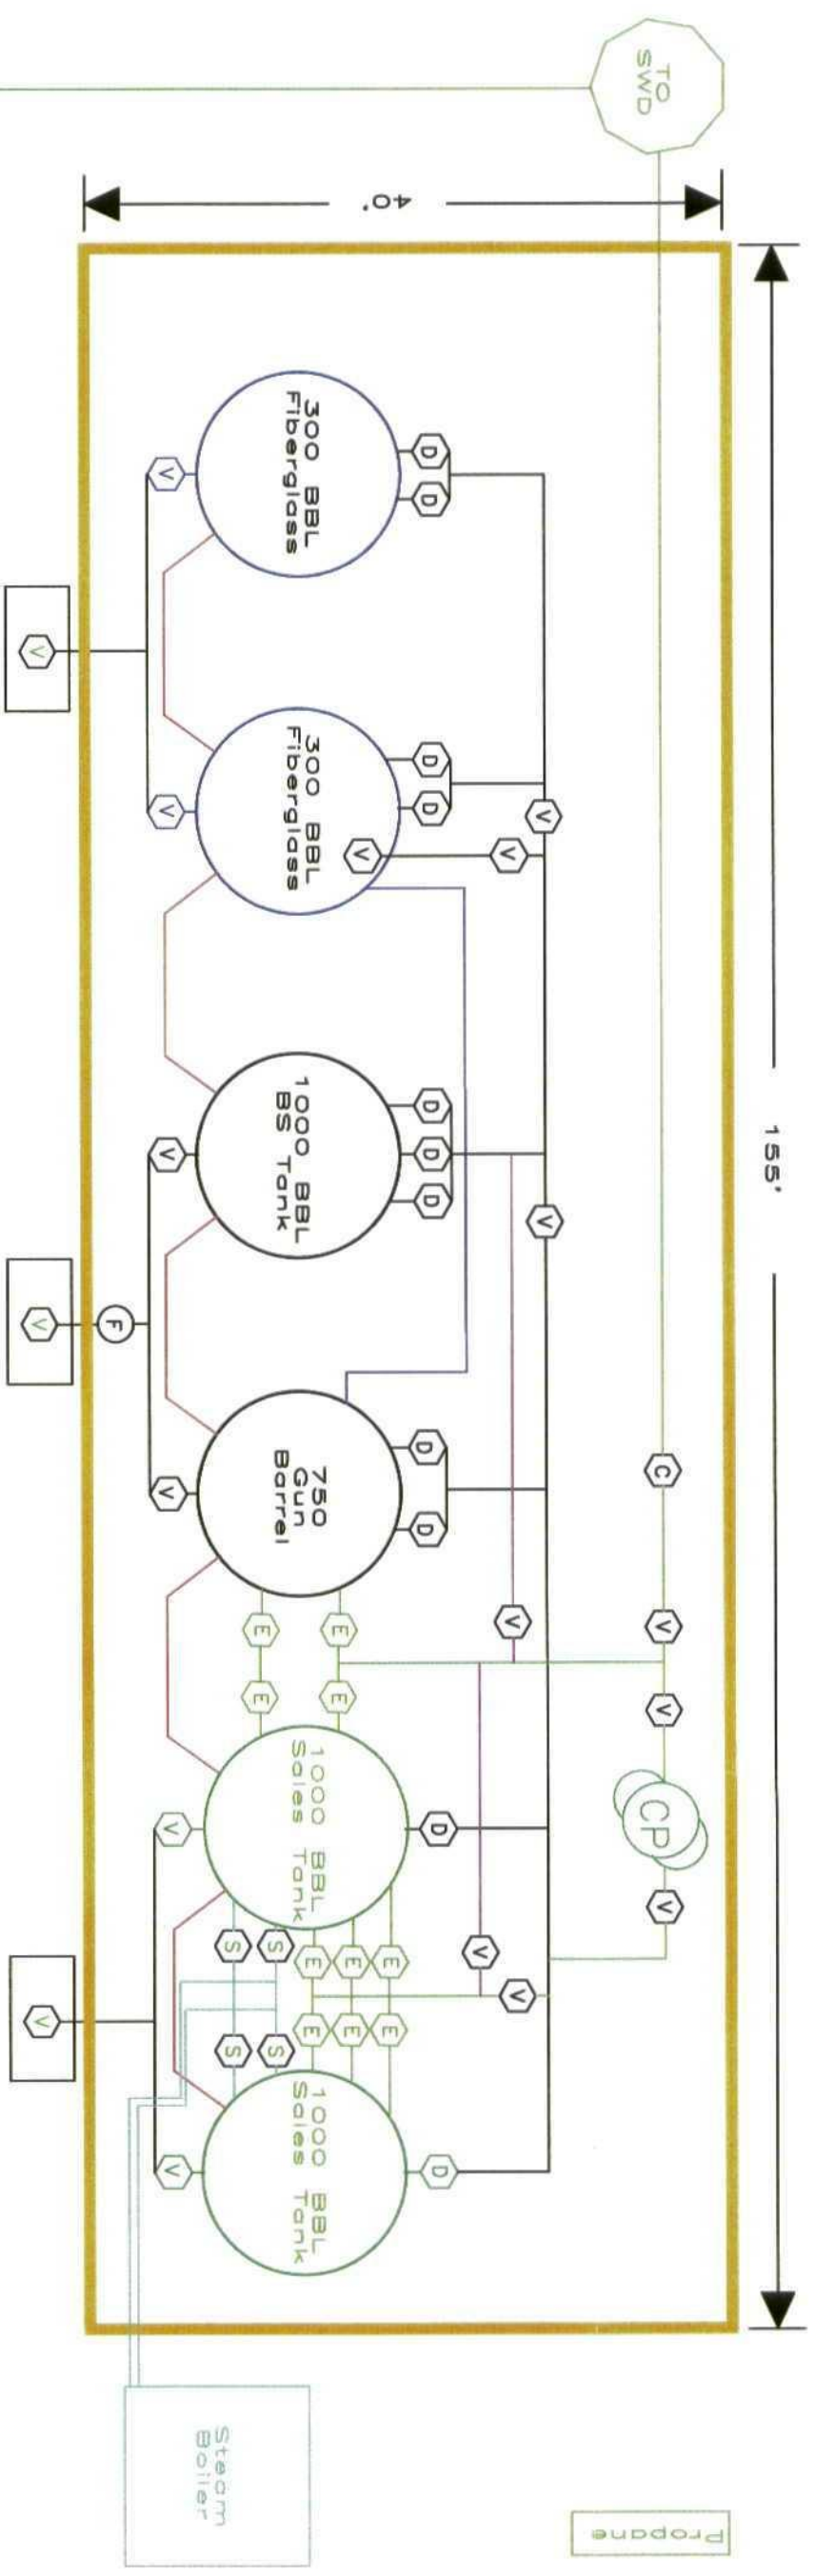 TO
SWD
40'
155'
300 BBL
Fiberglass
D
D
V
V
300 BBL
Fiberglass
D
D
V
V
V
V
1000 BBL
BS Tank
D
D
D
V
V
F
V
750
Gun
Barrel
D
D
V
C
V
V
V
CP
V
E
E
E
E
1000 BBL
Sales
Tank
D
V
V
V
V
S
S
E
E
E
S
S
E
E
E
1000 BBL
Sales
Tank
D
V
Steam
Boiler
Propane